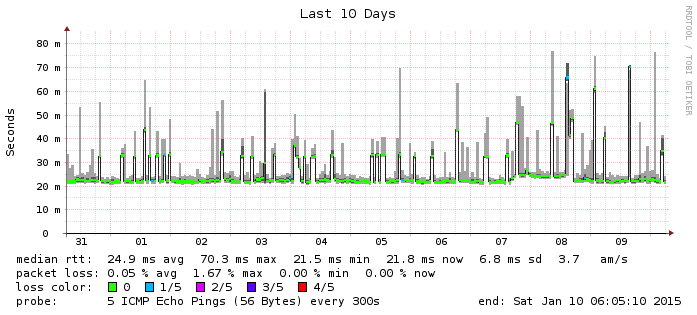 Last 10 Days
RRDTOOL / TOBI OETIKER
Seconds
80 m
70 m
60 m
50 m
40 m
30 m
20 m
10 m
0
31 01 02 03 04 05 06 07 08 09
median rtt: 24.9 ms avg 70.3 ms max 21.5 ms min 21.8 ms now 6.8 ms sd 3.7 am/s
packet loss: 0.05 % avg 1.67 % max 0.00 % min 0.00 % now
loss color: 0 1/5 2/5 3/5 4/5
probe: 5 ICMP Echo Pings (56 Bytes) every 300s end: Sat Jan 10 06:05:10 2015